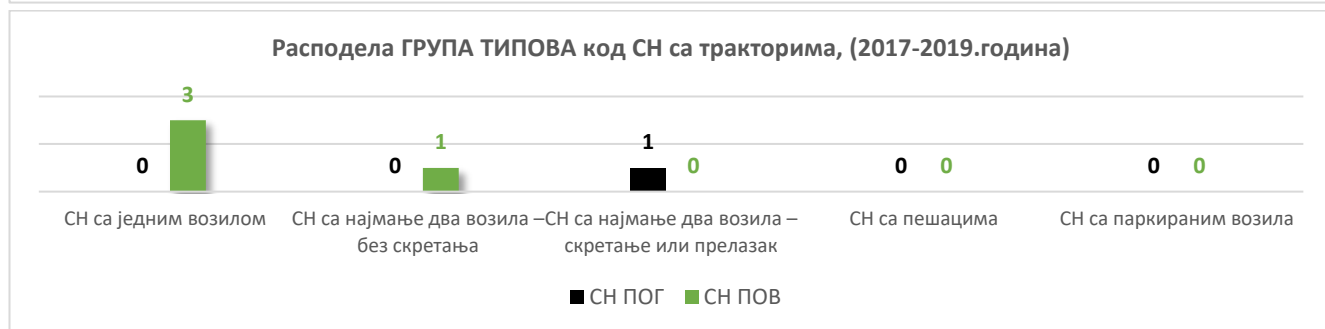 Расподела ГРУПА ТИПОВА код СН са тракторима, (2017-2019.година)
3
0
0
1
1
0
0
0
0
0
СН са једним возилом
СН са најмање два возила –
без скретања
СН са најмање два возила –
скретање или прелазак
СН са пешацима
СН са паркираним возила
СН ПОГ
СН ПОВ